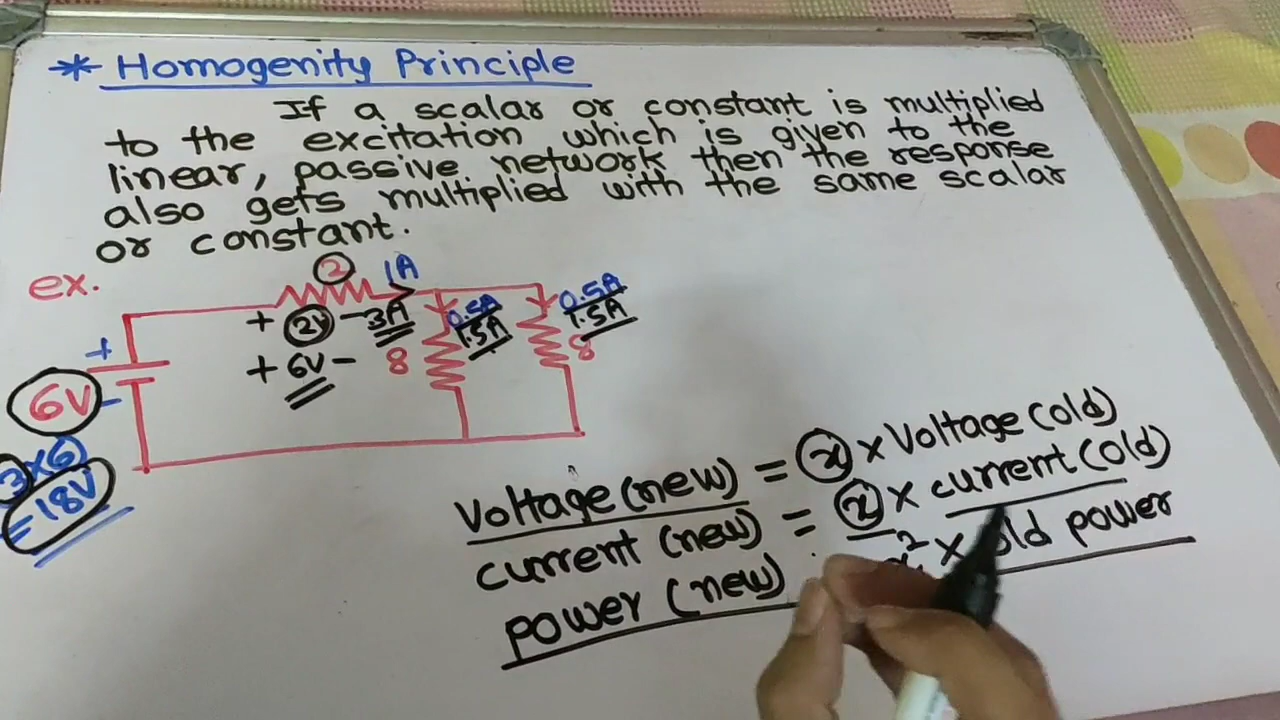 * Homogenity Principle
If a scalar or constant is multiplied
to the excitation which is given to the
linear, passive network then the response
also gets multiplied with the same scalar
or constant.
ex.
2
1A
+ 2V - 3A
0.5A
1.5A
0.5A
1.5A
+ 6V -
8
8
+
6V
-
3x6)
= 18V
Voltage (new) = x × Voltage (old)
current (new) = x × current (old)
power (new) x² × old power